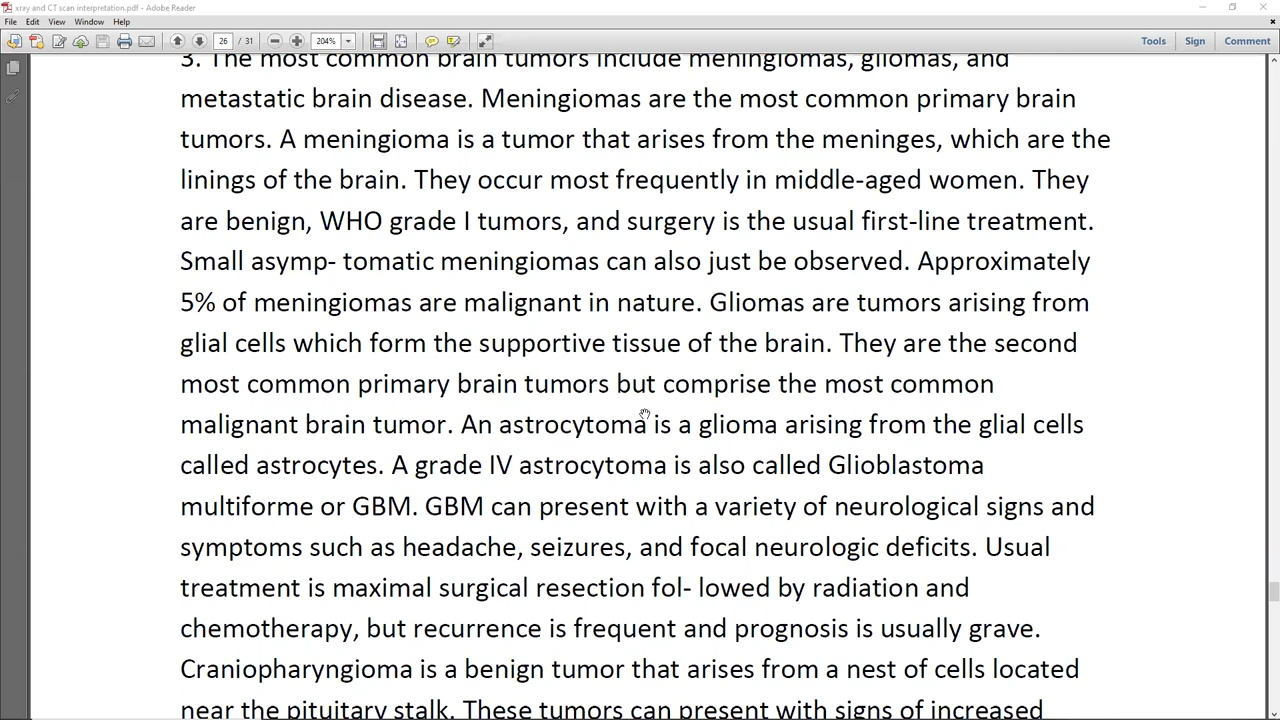 xray and CT scan interpretation.pdf - Adobe Reader
File Edit View Window Help
26 / 31 204% Tools Sign Comment
3. The most common brain tumors include meningiomas, gliomas, and
metastatic brain disease. Meningiomas are the most common primary brain
tumors. A meningioma is a tumor that arises from the meninges, which are the
linings of the brain. They occur most frequently in middle-aged women. They
are benign, WHO grade I tumors, and surgery is the usual first-line treatment.
Small asymp- tomatic meningiomas can also just be observed. Approximately
5% of meningiomas are malignant in nature. Gliomas are tumors arising from
glial cells which form the supportive tissue of the brain. They are the second
most common primary brain tumors but comprise the most common
malignant brain tumor. An astrocytoma is a glioma arising from the glial cells
called astrocytes. A grade IV astrocytoma is also called Glioblastoma
multiforme or GBM. GBM can present with a variety of neurological signs and
symptoms such as headache, seizures, and focal neurologic deficits. Usual
treatment is maximal surgical resection fol- lowed by radiation and
chemotherapy, but recurrence is frequent and prognosis is usually grave.
Craniopharyngioma is a benign tumor that arises from a nest of cells located
near the pituitary stalk. These tumors can present with signs of increased